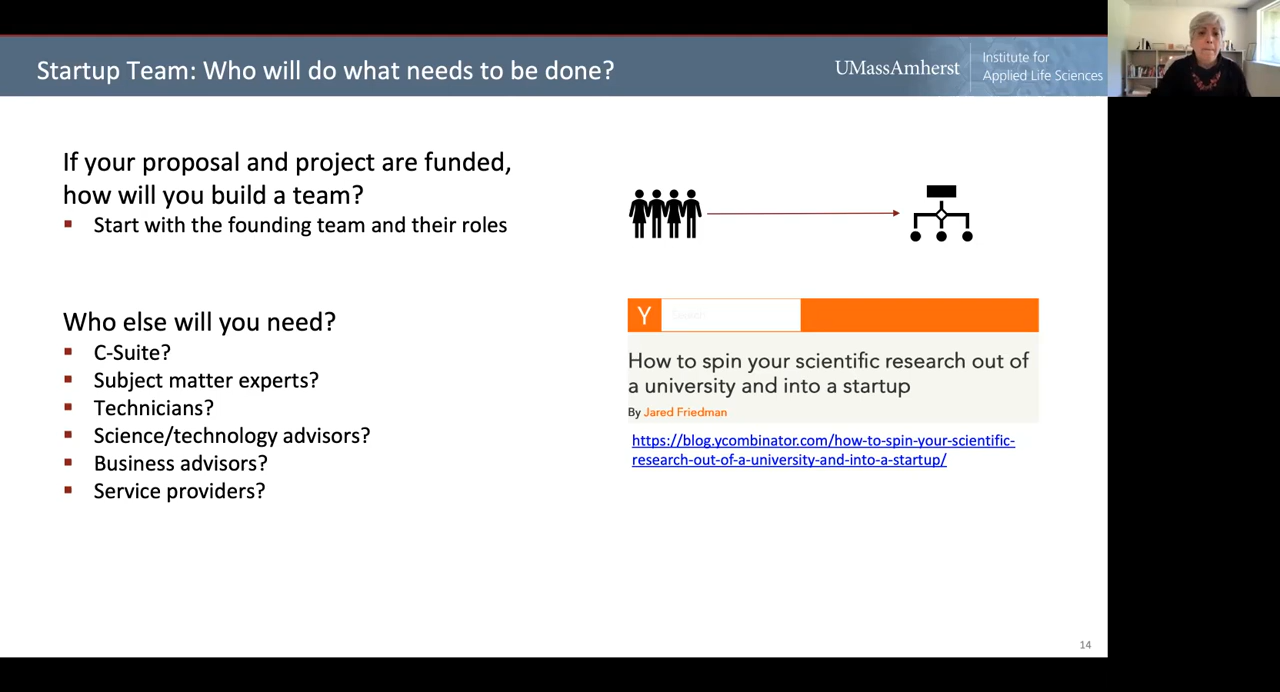 Startup Team: Who will do what needs to be done?
UMassAmherst
Institute for
Applied Life Sciences
If your proposal and project are funded,
how will you build a team?
Start with the founding team and their roles
Who else will you need?
C-Suite?
Subject matter experts?
Technicians?
Science/technology advisors?
Business advisors?
Service providers?
Y
How to spin your scientific research out of
a university and into a startup
By Jared Friedman
https://blog.ycombinator.com/how-to-spin-your-scientific-
research-out-of-a-university-and-into-a-startup/
14